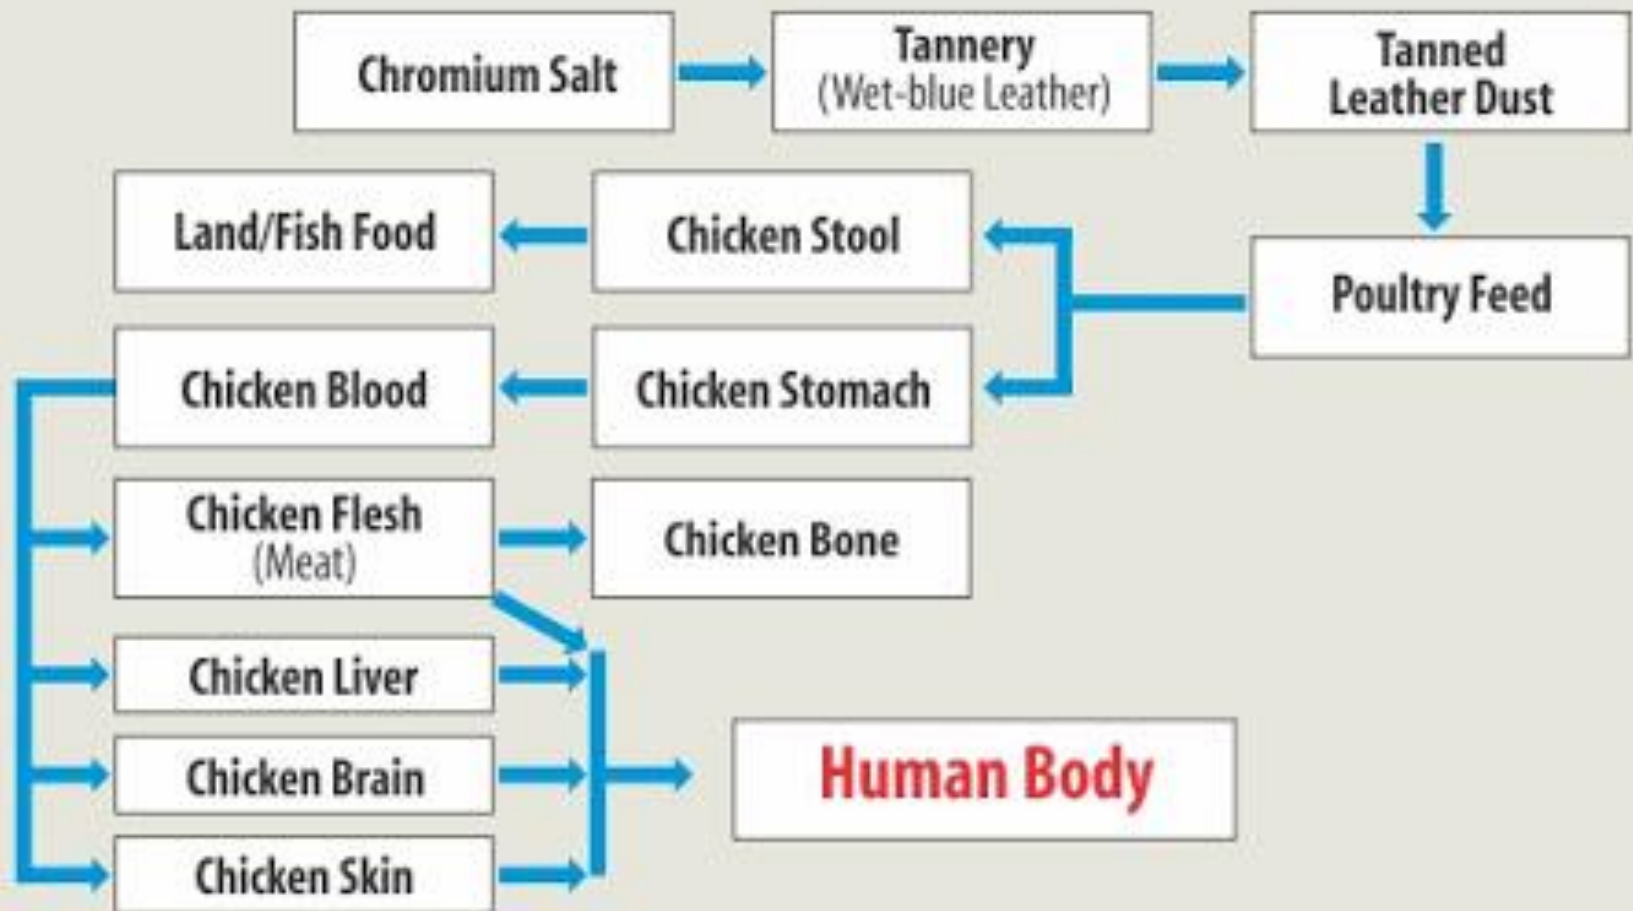 Chromium Salt
Tannery
(Wet-blue Leather)
Tanned
Leather Dust
Land/Fish Food
Chicken Stool
Poultry Feed
Chicken Blood
Chicken Stomach
Chicken Flesh
(Meat)
Chicken Bone
Chicken Liver
Human Body
Chicken Brain
Chicken Skin